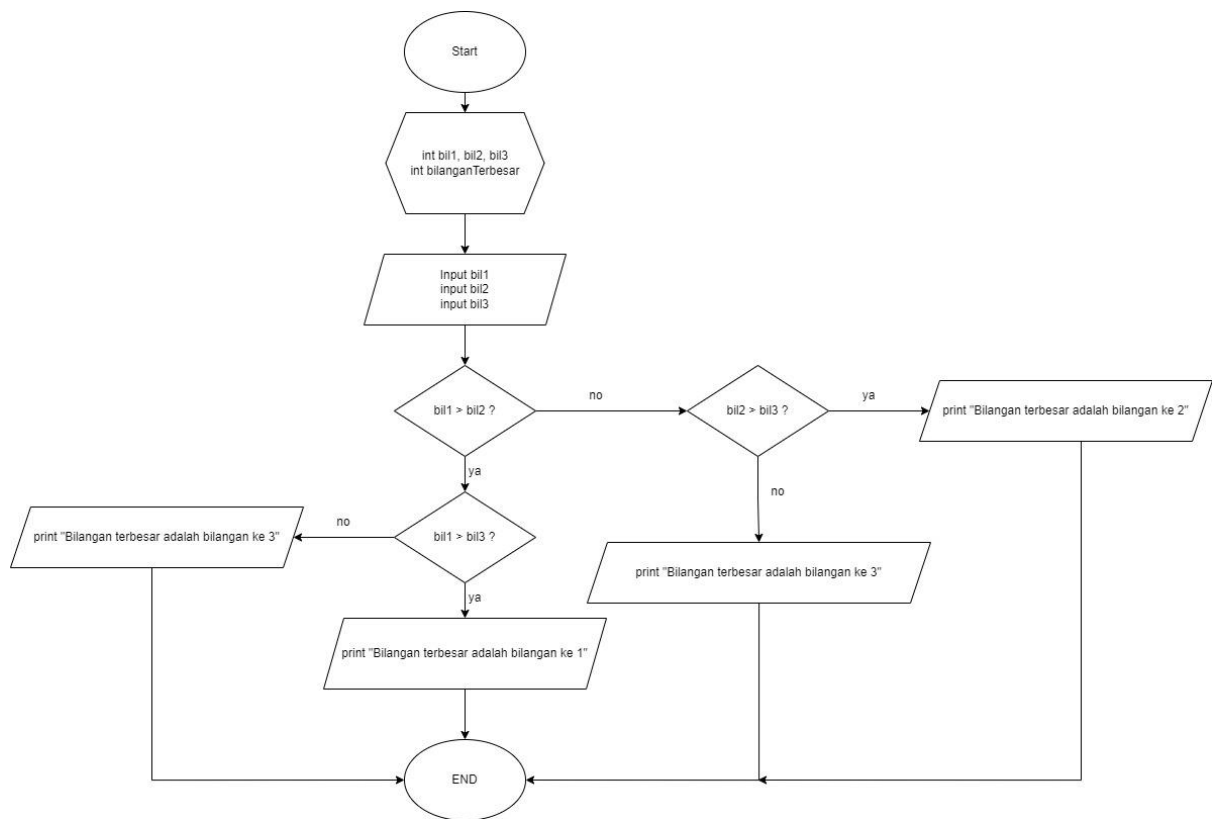 Start
int bil1, bil2, bil3
int bilanganTerbesar
Input bil1
input bil2
input bil3
bil1 > bil2 ?
no
bil2 > bil3 ?
ya
print "Bilangan terbesar adalah bilangan ke 2"
ya
no
print "Bilangan terbesar adalah bilangan ke 3"
no
bil1 > bil3 ?
print "Bilangan terbesar adalah bilangan ke 3"
ya
print "Bilangan terbesar adalah bilangan ke 1"
END